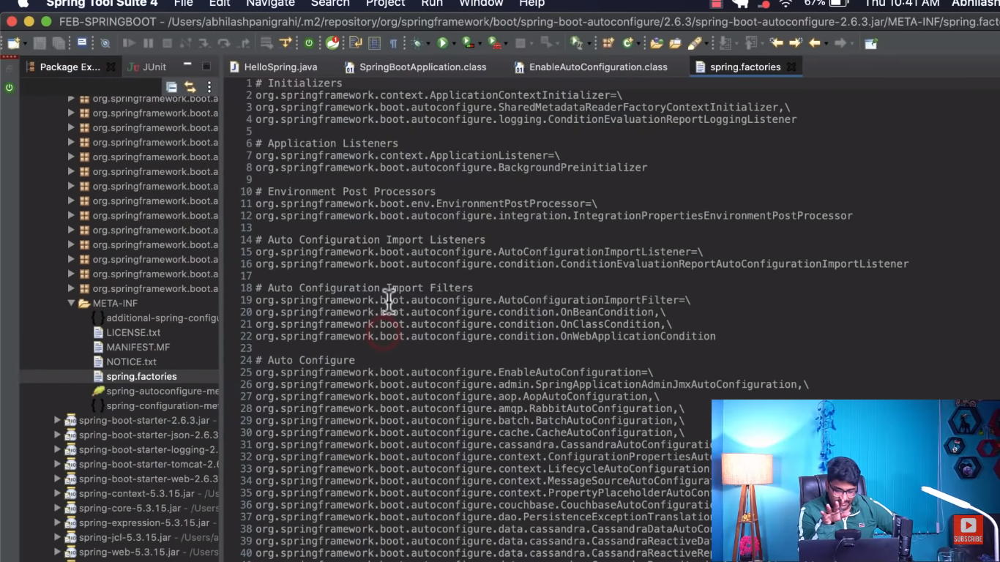 Spring Tool Suite 4 File Edit Navigate Search Project Run Window Help 67% Thu 10:41 AM Abhilash
FEB-SPRINGBOOT - /Users/abhilashpanigrahi/.m2/repository/org/springframework/boot/spring-boot-autoconfigure/2.6.3/spring-boot-autoconfigure-2.6.3.jar/META-INF/spring.facto
Package Ex... JUnit
HelloSpring.java SpringBootApplication.class EnableAutoConfiguration.class spring.factories
org.springframework.boot.a
org.springframework.boot.a
org.springframework.boot.a
org.springframework.boot.a
org.springframework.boot.a
org.springframework.boot.a
org.springframework.boot.a
org.springframework.boot.a
org.springframework.boot.a
org.springframework.boot.a
org.springframework.boot.a
org.springframework.boot.a
org.springframework.boot.a
org.springframework.boot.a
META-INF
additional-spring-configu
LICENSE.txt
MANIFEST.MF
NOTICE.txt
spring.factories
spring-autoconfigure-me
spring-configuration-met
spring-boot-starter-2.6.3.jar -
spring-boot-starter-json-2.6.3
spring-boot-starter-logging-2.
spring-boot-starter-tomcat-2.6
spring-boot-starter-web-2.6.3
spring-context-5.3.15.jar - /Us
spring-core-5.3.15.jar - /Users
spring-expression-5.3.15.jar -
spring-jcl-5.3.15.jar - /Users/a
spring-web-5.3.15.jar - /Users
1 # Initializers
2 org.springframework.context.ApplicationContextInitializer=\
3 org.springframework.boot.autoconfigure.SharedMetadataReaderFactoryContextInitializer,\
4 org.springframework.boot.autoconfigure.logging.ConditionEvaluationReportLoggingListener
5
6 # Application Listeners
7 org.springframework.context.ApplicationListener=\
8 org.springframework.boot.autoconfigure.BackgroundPreinitializer
9
10 # Environment Post Processors
11 org.springframework.boot.env.EnvironmentPostProcessor=\
12 org.springframework.boot.autoconfigure.integration.IntegrationPropertiesEnvironmentPostProcessor
13
14 # Auto Configuration Import Listeners
15 org.springframework.boot.autoconfigure.AutoConfigurationImportListener=\
16 org.springframework.boot.autoconfigure.condition.ConditionEvaluationReportAutoConfigurationImportListener
17
18 # Auto Configuration Import Filters
19 org.springframework.boot.autoconfigure.AutoConfigurationImportFilter=\
20 org.springframework.boot.autoconfigure.condition.OnBeanCondition,\
21 org.springframework.boot.autoconfigure.condition.OnClassCondition,\
22 org.springframework.boot.autoconfigure.condition.OnWebApplicationCondition
23
24 # Auto Configure
25 org.springframework.boot.autoconfigure.EnableAutoConfiguration=\
26 org.springframework.boot.autoconfigure.admin.SpringApplicationAdminJmxAutoConfiguration,\
27 org.springframework.boot.autoconfigure.aop.AopAutoConfiguration,\
28 org.springframework.boot.autoconfigure.amqp.RabbitAutoConfiguration,\
29 org.springframework.boot.autoconfigure.batch.BatchAutoConfiguration,\
30 org.springframework.boot.autoconfigure.cache.CacheAutoConfiguration,\
31 org.springframework.boot.autoconfigure.cassandra.CassandraAutoConfiguratio
32 org.springframework.boot.autoconfigure.context.ConfigurationPropertiesAuto
33 org.springframework.boot.autoconfigure.context.LifecycleAutoConfiguration
34 org.springframework.boot.autoconfigure.context.MessageSourceAutoConfigurat
35 org.springframework.boot.autoconfigure.context.PropertyPlaceholderAutoConf
36 org.springframework.boot.autoconfigure.couchbase.CouchbaseAutoConfiguratio
37 org.springframework.boot.autoconfigure.dao.PersistenceExceptionTranslation
38 org.springframework.boot.autoconfigure.data.cassandra.CassandraDataAutoCon
39 org.springframework.boot.autoconfigure.data.cassandra.CassandraReactiveDat
40 org.springframework.boot.autoconfigure.data.cassandra.CassandraReactiveRep
SUBSCRIBE